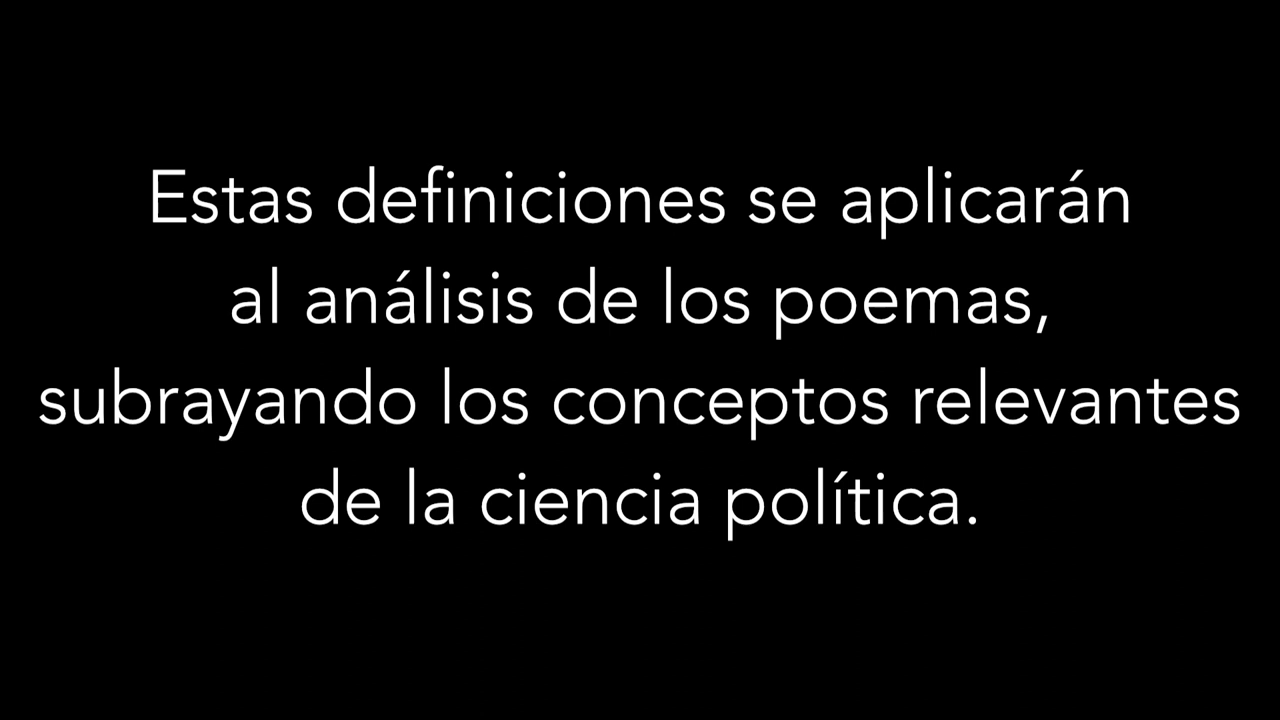 Estas definiciones se aplicarán
al análisis de los poemas,
subrayando los conceptos relevantes
de la ciencia política.